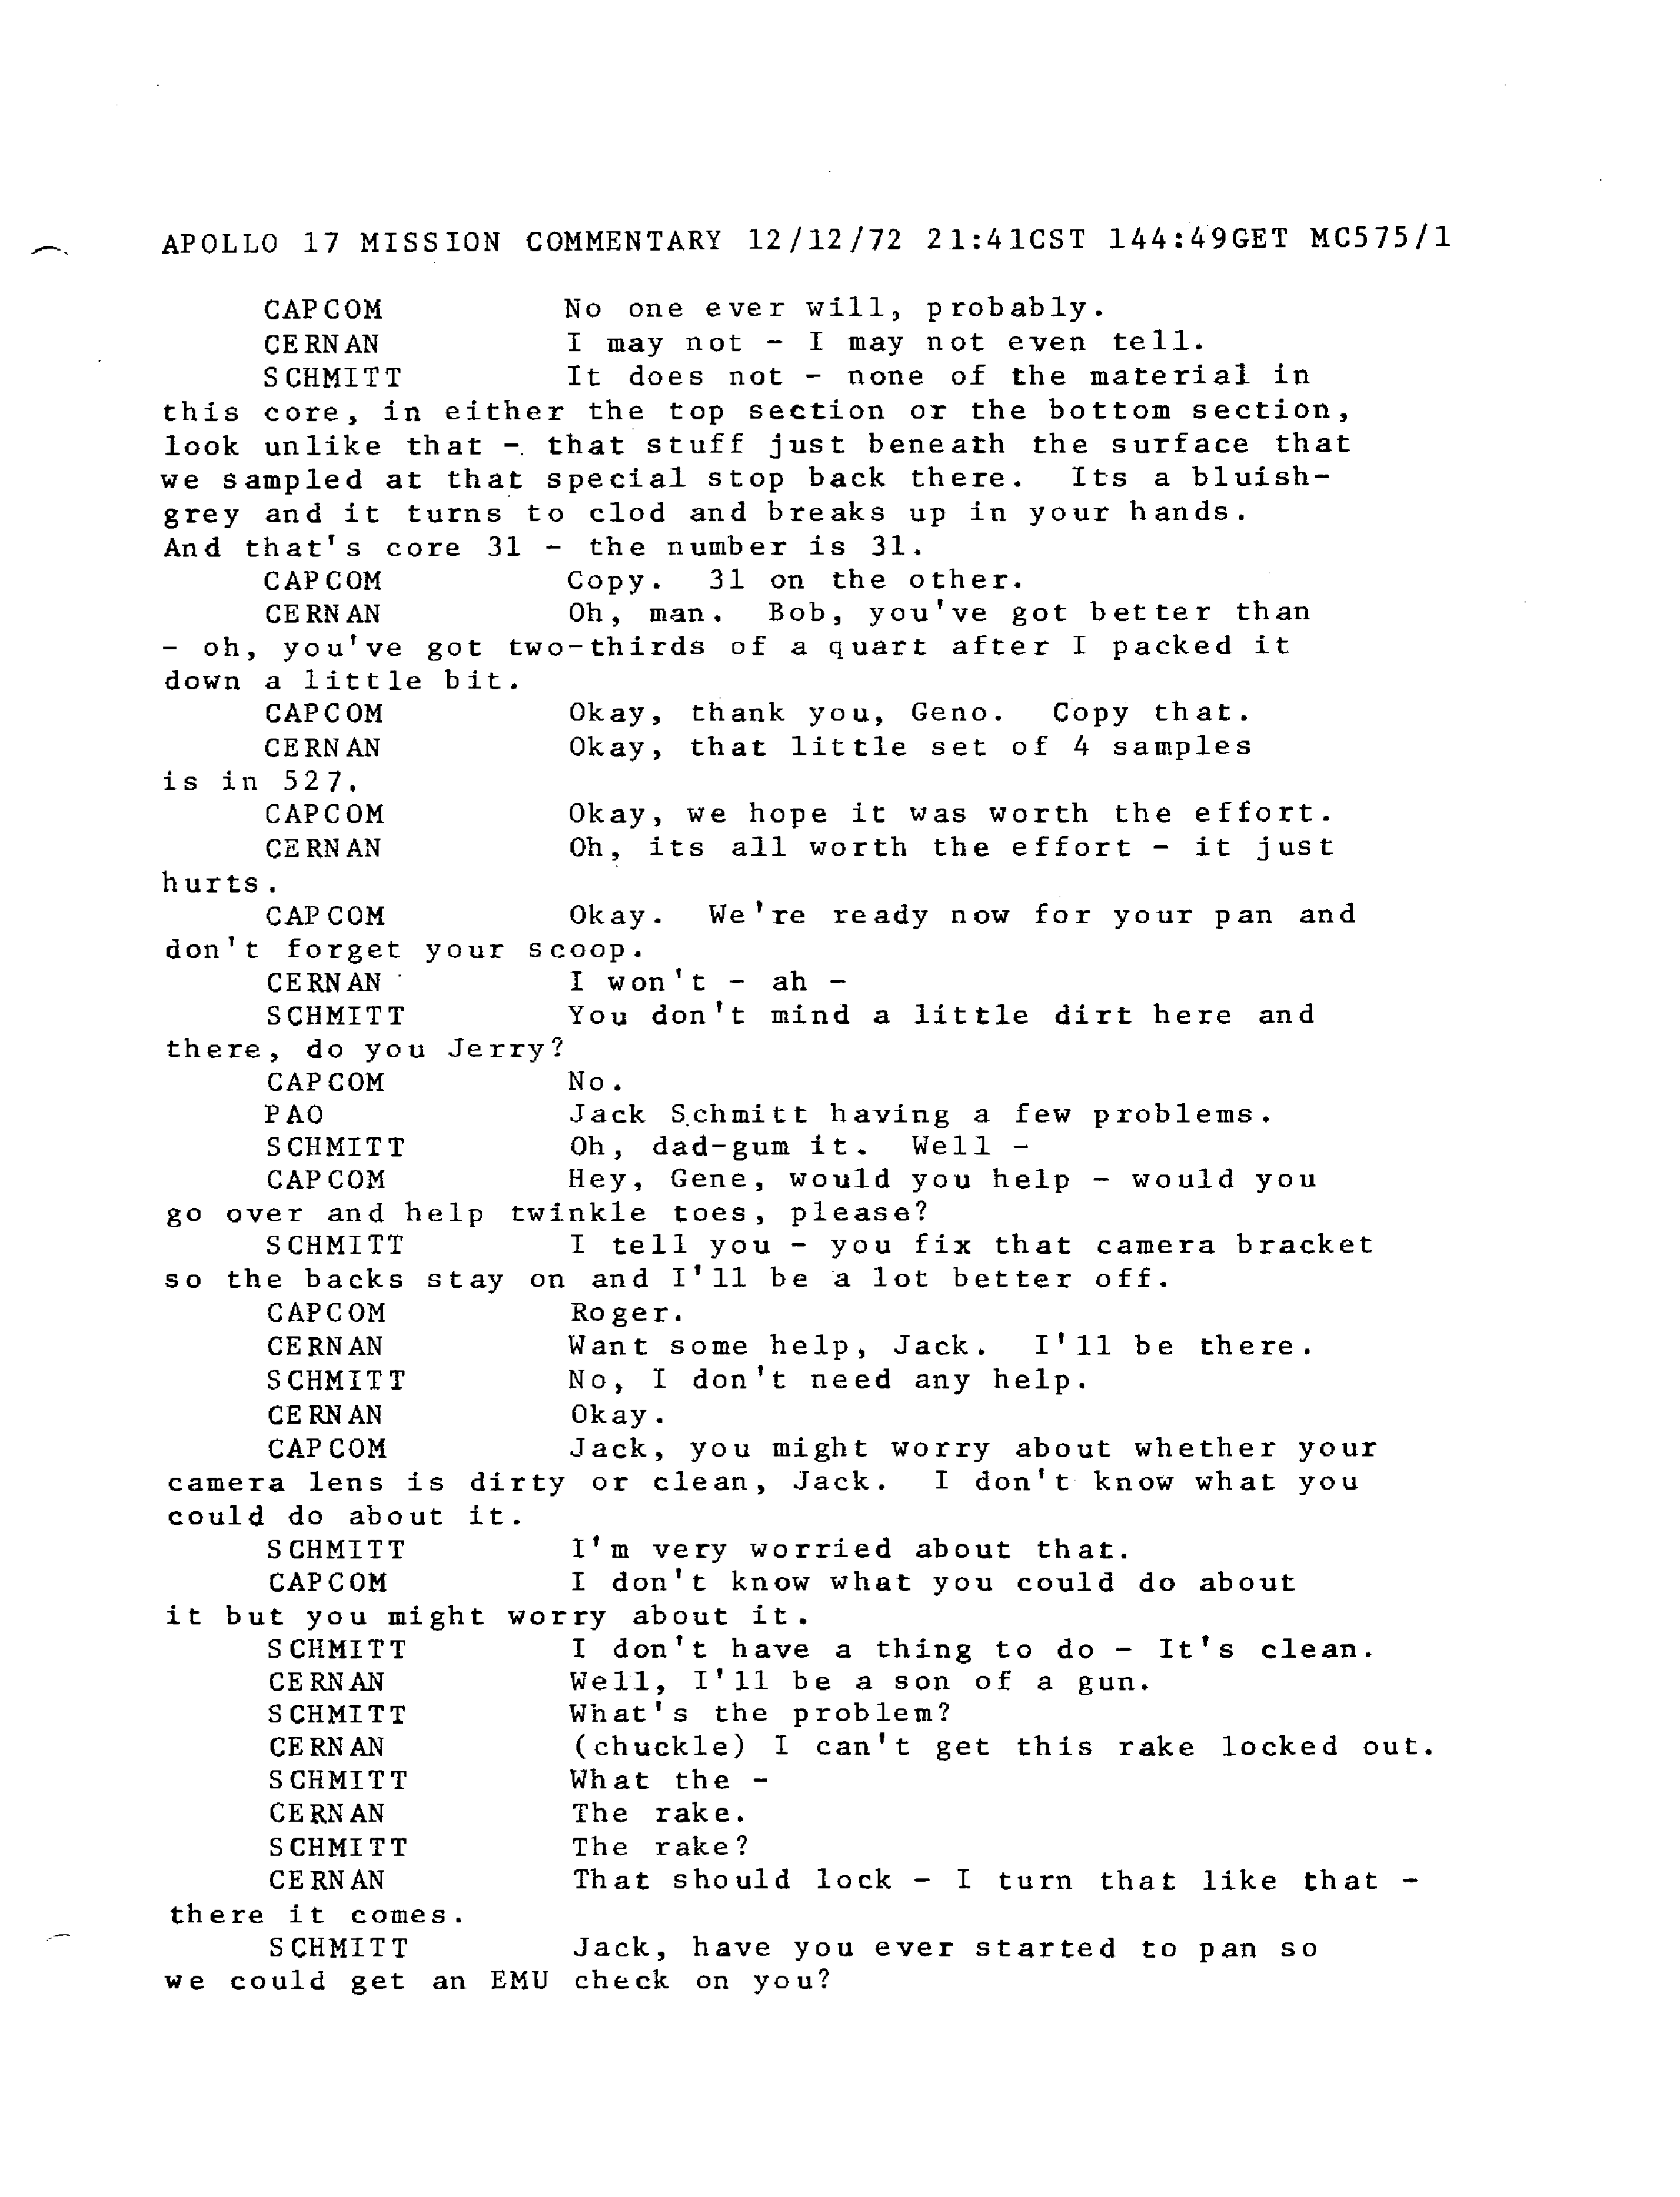 APOLLO 17 MISSION COMMENTARY 12/12/72 21:41CST 144:49GET MC575/1
CAPCOM No one ever will, probably.
CERNAN I may not - I may not even tell.
SCHMITT It does not - none of the material in
this core, in either the top section or the bottom section,
look unlike that - that stuff just beneath the surface that
we sampled at that special stop back there. Its a bluish-
grey and it turns to clod and breaks up in your hands.
And that's core 31 - the number is 31.
CAPCOM Copy. 31 on the other.
CERNAN Oh, man. Bob, you've got better than
- oh, you've got two-thirds of a quart after I packed it
down a little bit.
CAPCOM Okay, thank you, Geno. Copy that.
CERNAN Okay, that little set of 4 samples
is in 527.
CAPCOM Okay, we hope it was worth the effort.
CERNAN Oh, its all worth the effort - it just
hurts.
CAPCOM Okay. We're ready now for your pan and
don't forget your scoop.
CERNAN I won't - ah -
SCHMITT You don't mind a little dirt here and
there, do you Jerry?
CAPCOM No.
PAO Jack Schmitt having a few problems.
SCHMITT Oh, dad-gum it. Well -
CAPCOM Hey, Gene, would you help - would you
go over and help twinkle toes, please?
SCHMITT I tell you - you fix that camera bracket
so the backs stay on and I'll be a lot better off.
CAPCOM Roger.
CERNAN Want some help, Jack. I'll be there.
SCHMITT No, I don't need any help.
CERNAN Okay.
CAPCOM Jack, you might worry about whether your
camera lens is dirty or clean, Jack. I don't know what you
could do about it.
SCHMITT I'm very worried about that.
CAPCOM I don't know what you could do about
it but you might worry about it.
SCHMITT I don't have a thing to do - It's clean.
CERNAN Well, I'll be a son of a gun.
SCHMITT What's the problem?
CERNAN (chuckle) I can't get this rake locked out.
SCHMITT What the -
CERNAN The rake.
SCHMITT The rake?
CERNAN That should lock - I turn that like that -
there it comes.
SCHMITT Jack, have you ever started to pan so
we could get an EMU check on you?